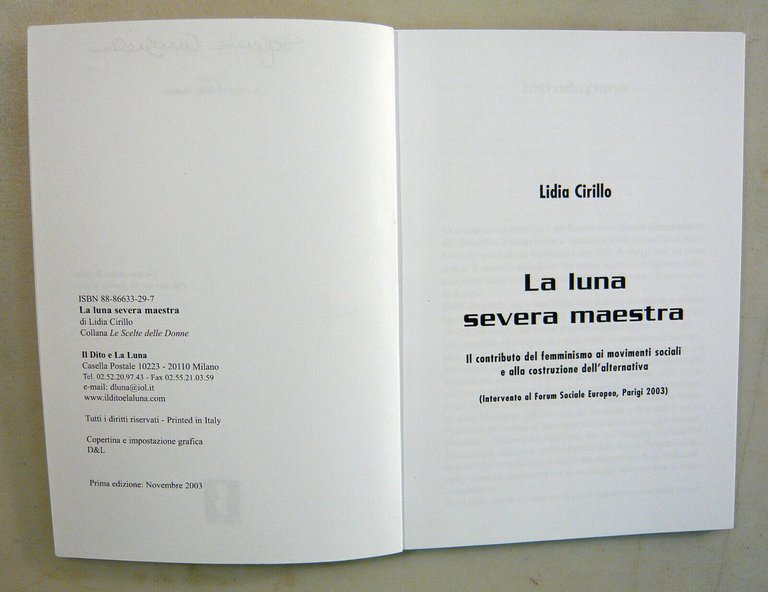 ISBN 88-86633-29-7
La luna severa maestra
di Lidia Cirillo
Collana Le Scelte delle Donne
Il Dito e La Luna
Casella Postale 10223 - 20110 Milano
Tel. 02.52.20.97.43 - Fax 02.55.21.03.59
e-mail: dluna@iol.it
www.ilditoelaluna.com
Tutti i diritti riservati - Printed in Italy
Copertina e impostazione grafica
D&L
Prima edizione: Novembre 2003
Lidia Cirillo
La luna
severa maestra
Il contributo del femminismo ai movimenti sociali
e alla costruzione dell'alternativa
(Intervento al Forum Sociale Europeo, Parigi 2003)